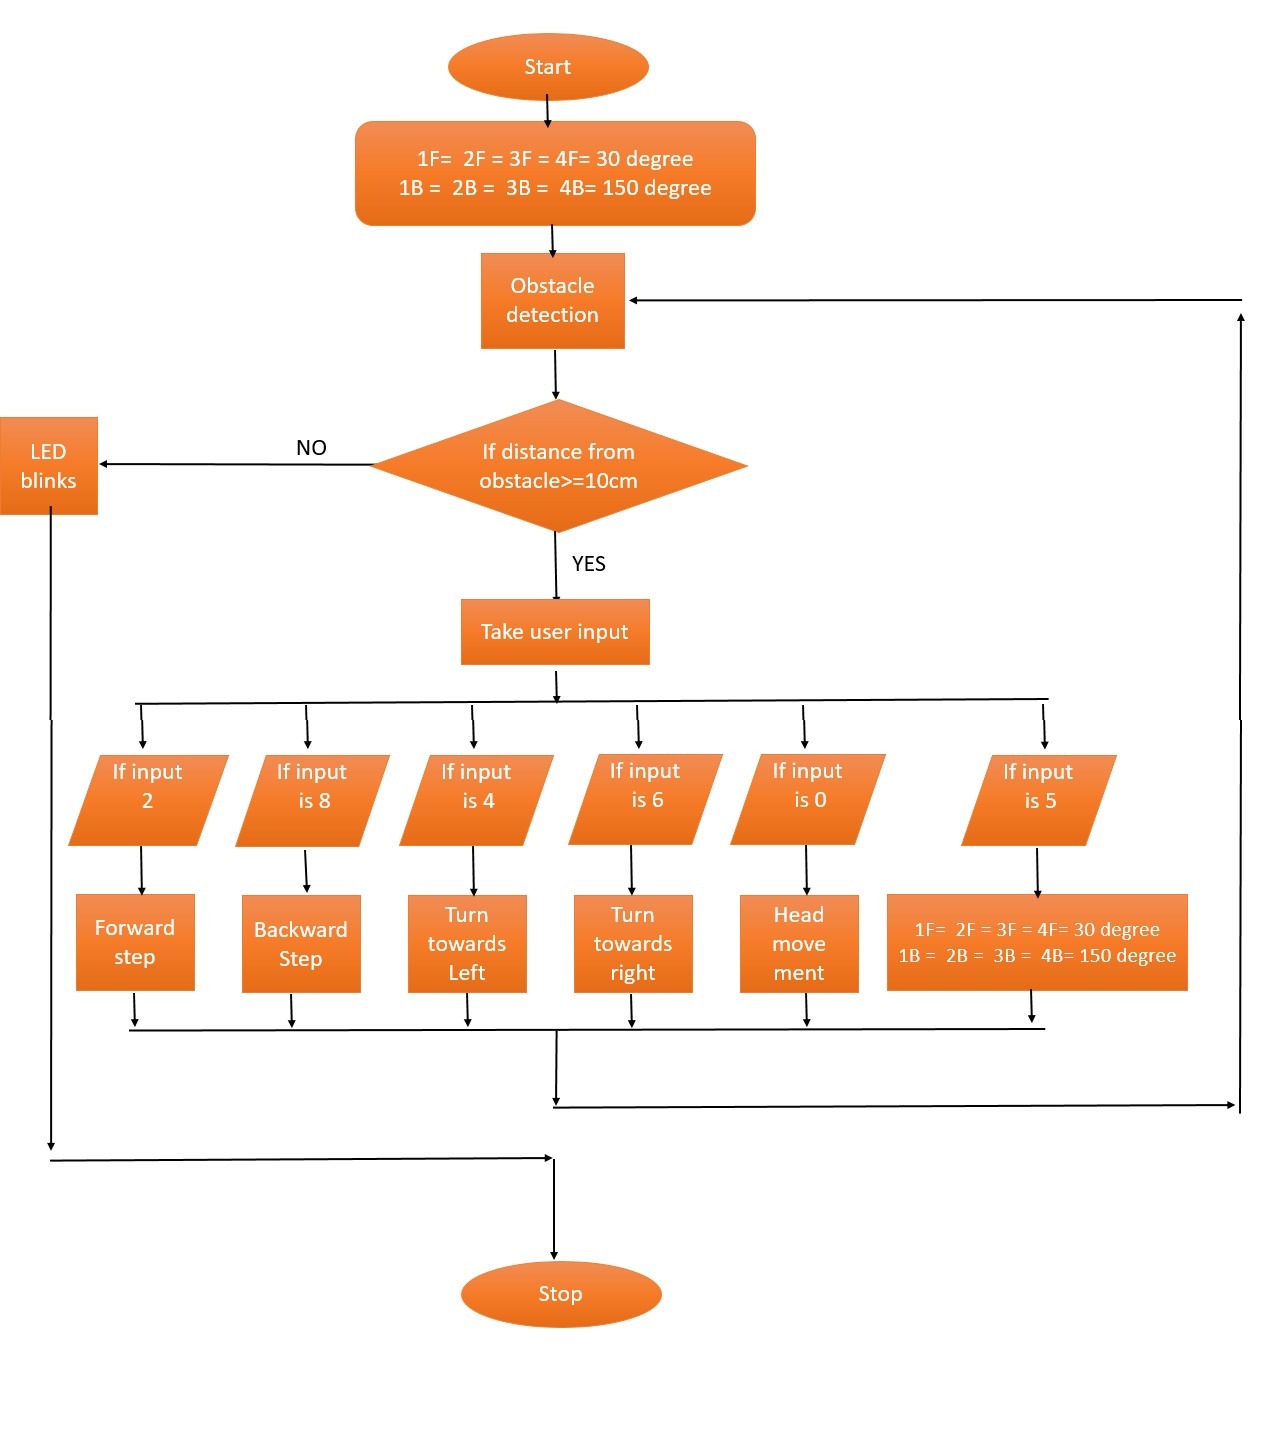 Start
1F=  2F = 3F = 4F= 30 degree
1B =  2B =  3B =  4B= 150 degree
Obstacle
detection
If distance from
obstacle>=10cm
NO
LED
blinks
YES
Take user input
If input
2
If input
is 8
If input
is 4
If input
is 6
If input
is 0
If input
is 5
Forward
step
Backward
Step
Turn
towards
Left
Turn
towards
right
Head
move
ment
1F=  2F = 3F = 4F= 30 degree
1B =  2B =  3B =  4B= 150 degree
Stop